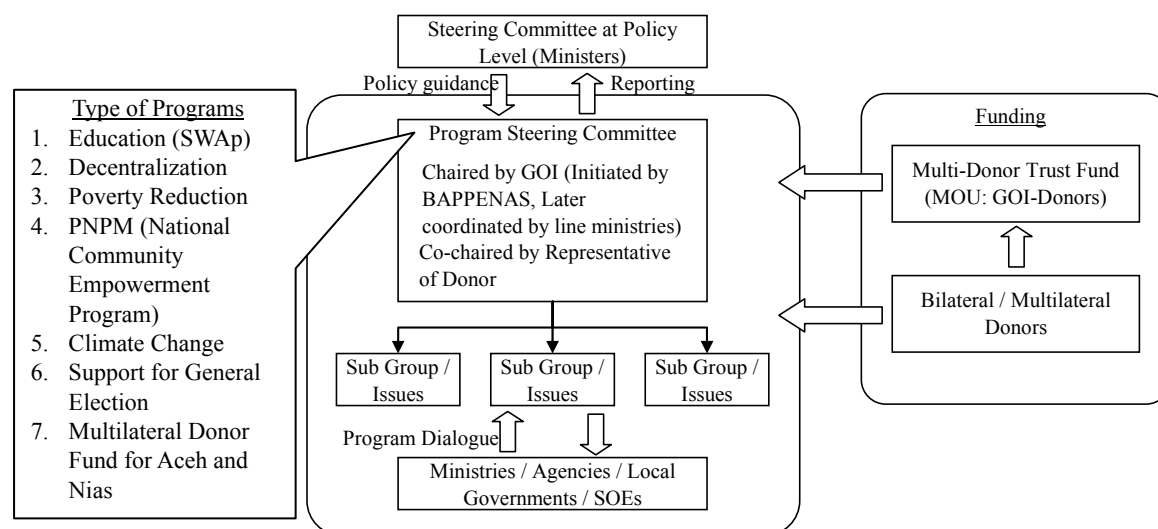 Steering Committee at Policy
Level (Ministers)
Policy guidance
Reporting
Type of Programs
1. Education (SWAp)
2. Decentralization
3. Poverty Reduction
4. PNPM (National
Community
Empowerment
Program)
5. Climate Change
6. Support for General
Election
7. Multilateral Donor
Fund for Aceh and
Nias
Program Steering Committee
Chaired by GOI (Initiated by
BAPPENAS, Later
coordinated by line ministries)
Co-chaired by Representative
of Donor
Sub Group /
Issues
Sub Group /
Issues
Sub Group /
Issues
Program Dialogue
Ministries / Agencies / Local
Governments / SOEs
Funding
Multi-Donor Trust Fund
(MOU: GOI-Donors)
Bilateral / Multilateral
Donors